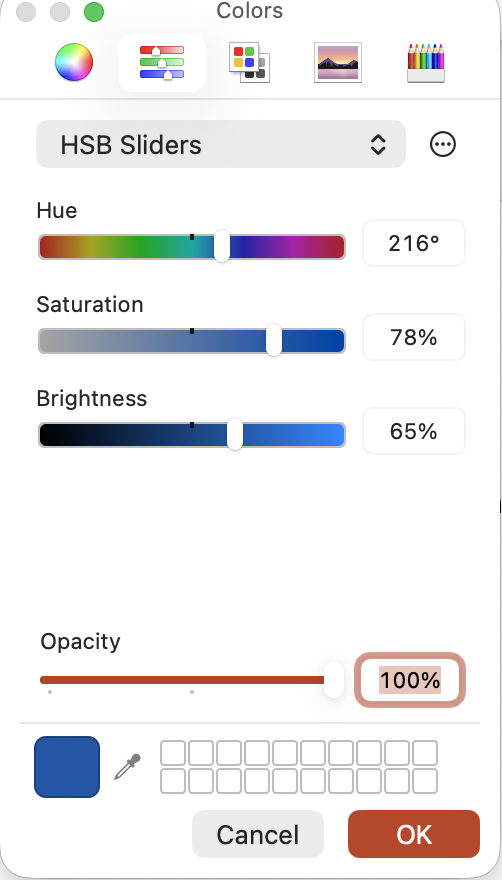 Colors
HSB Sliders
Hue
216°
Saturation
78%
Brightness
65%
Opacity
100%
Cancel
OK